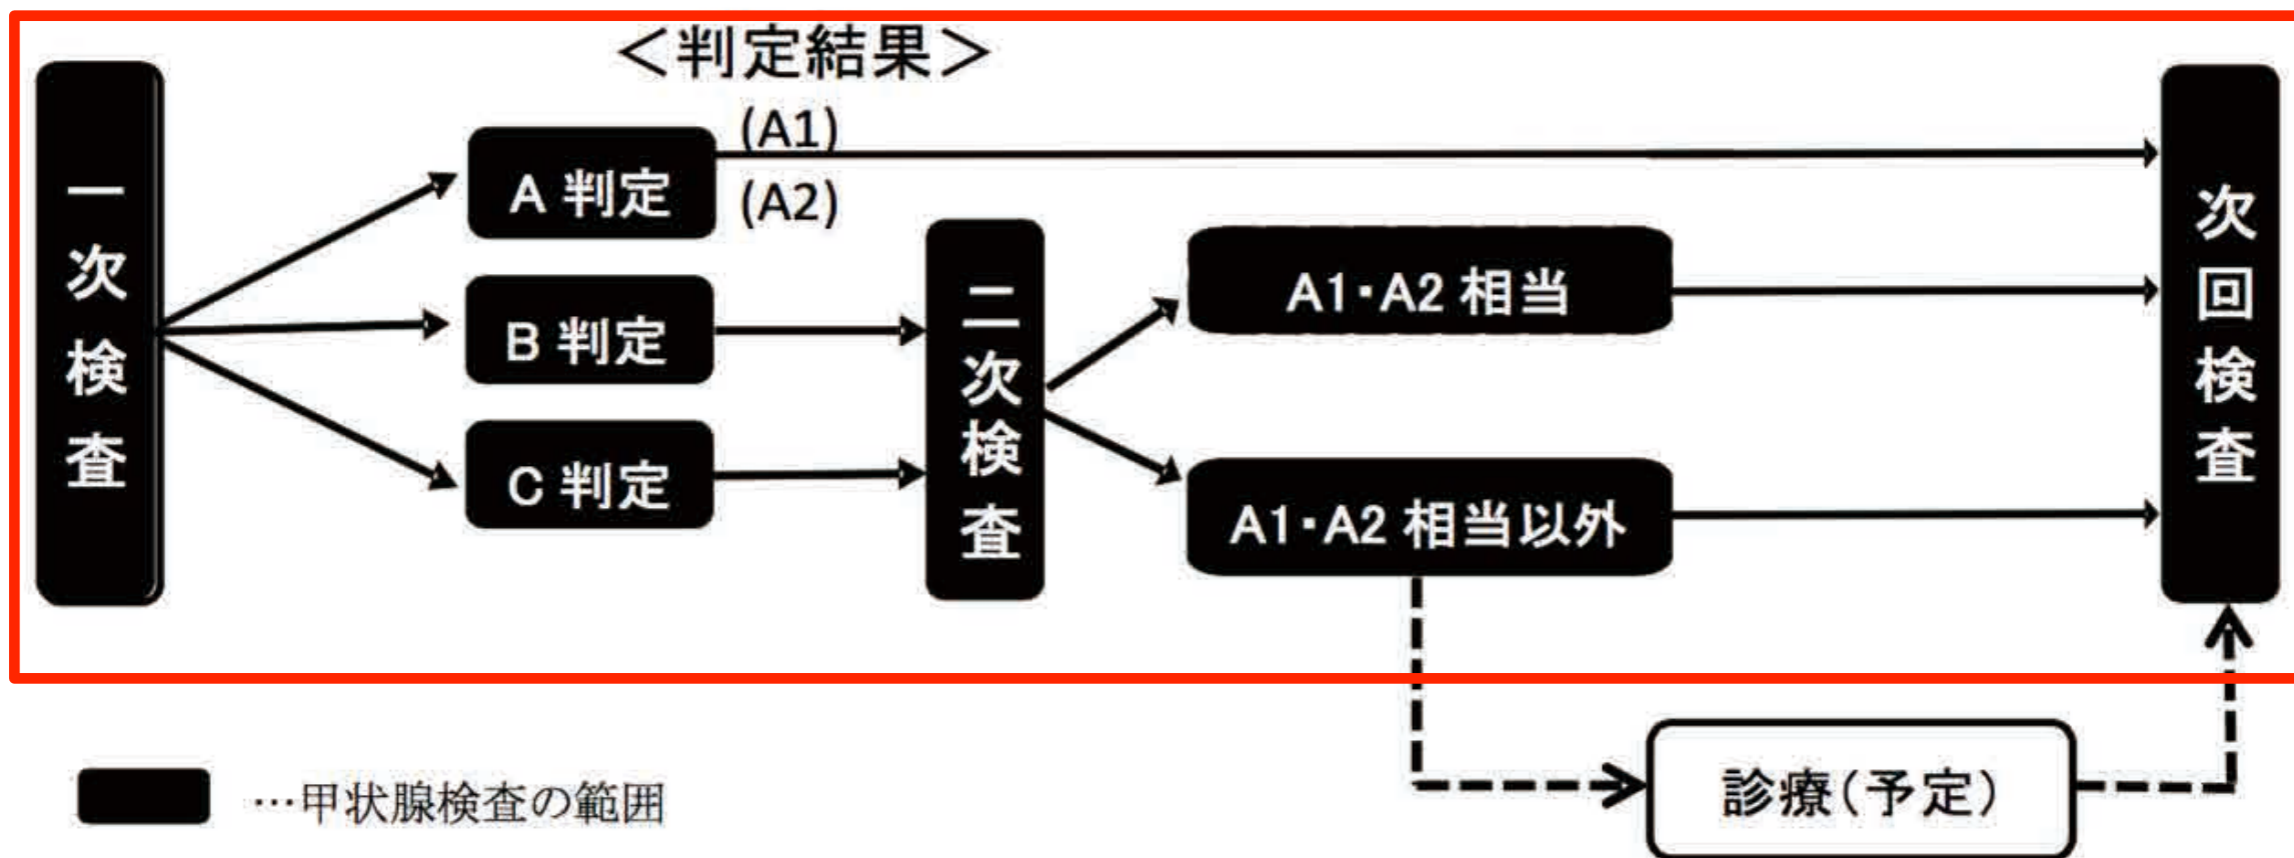 ＜判定結果＞
一次検査
A 判定
(A1)
(A2)
B 判定
C 判定
二次検査
A1・A2 相当
A1・A2 相当以外
次回検査
診療(予定)
…甲状腺検査の範囲